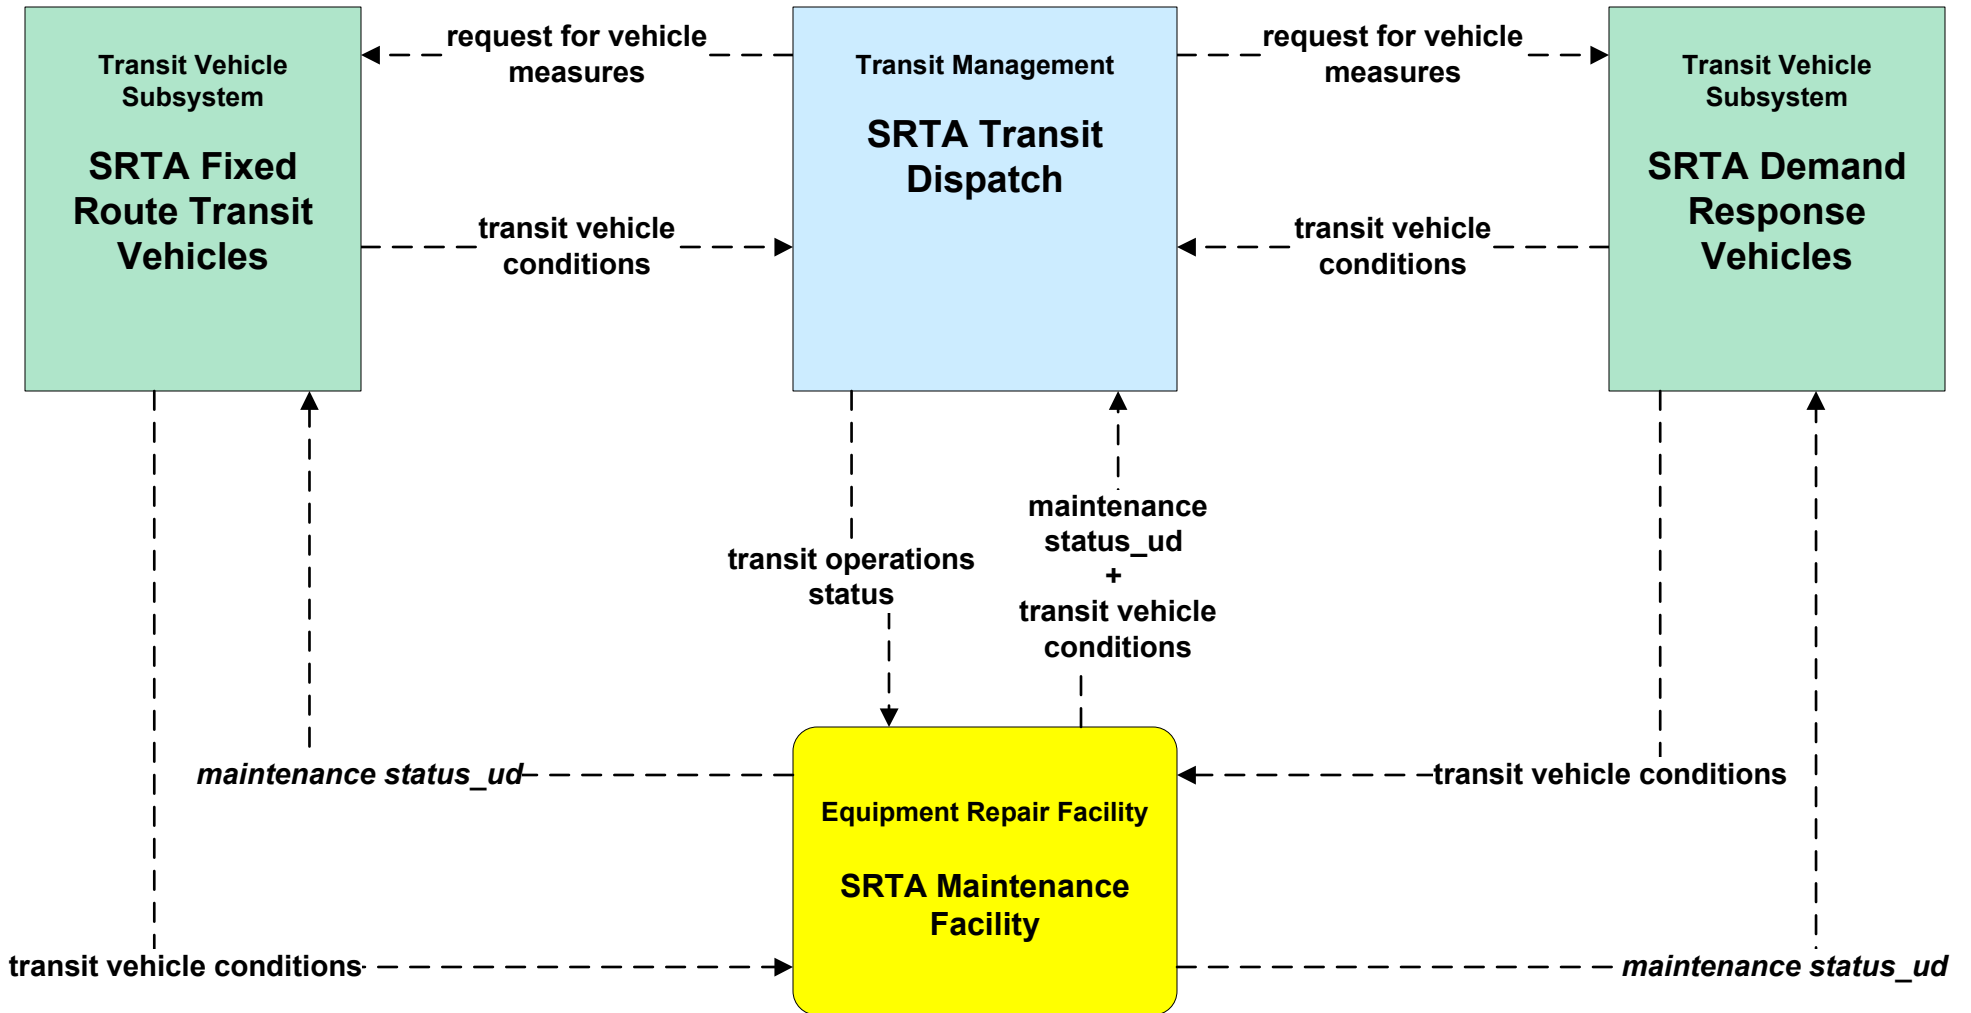 Transit Vehicle
Subsystem
SRTA Fixed
Route Transit
Vehicles
request for vehicle
measures
transit vehicle
conditions
Transit Management
SRTA Transit
Dispatch
request for vehicle
measures
transit vehicle
conditions
Transit Vehicle
Subsystem
SRTA Demand
Response
Vehicles
transit operations
status
maintenance
status_ud
+
transit vehicle
conditions
maintenance status_ud
transit vehicle conditions
Equipment Repair Facility
SRTA Maintenance
Facility
transit vehicle conditions
maintenance status_ud